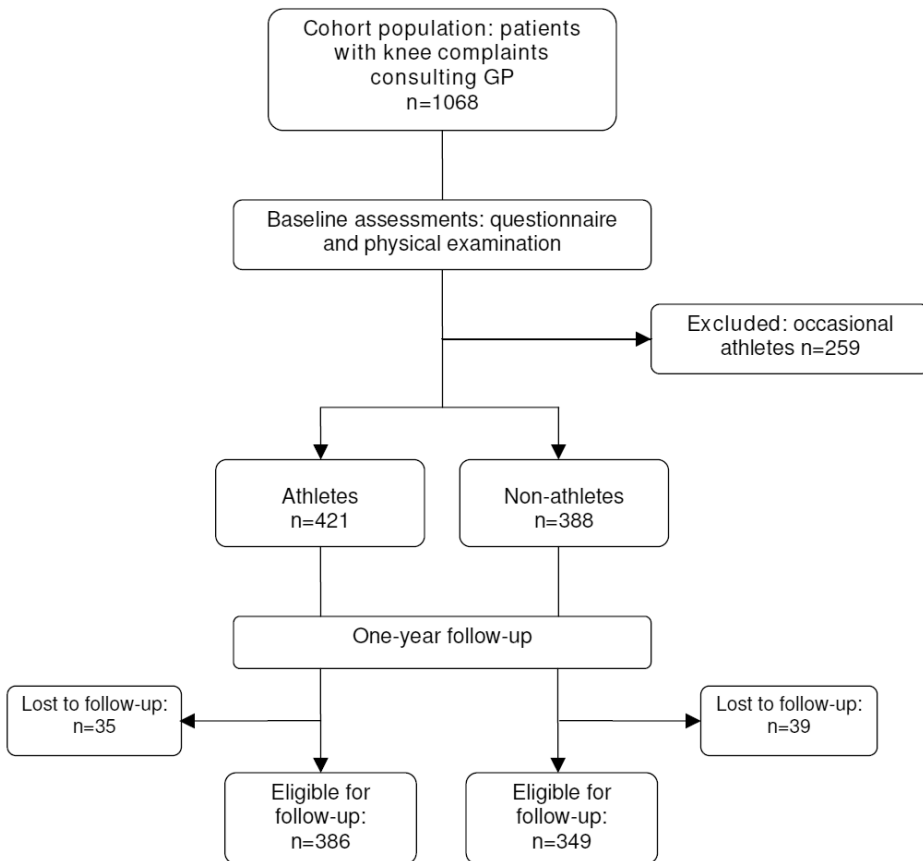 Cohort population: patients
with knee complaints
consulting GP
n=1068
Baseline assessments: questionnaire
and physical examination
Excluded: occasional
athletes n=259
Athletes
n=421
Non-athletes
n=388
One-year follow-up
Lost to follow-up:
n=35
Lost to follow-up:
n=39
Eligible for
follow-up:
n=386
Eligible for
follow-up:
n=349